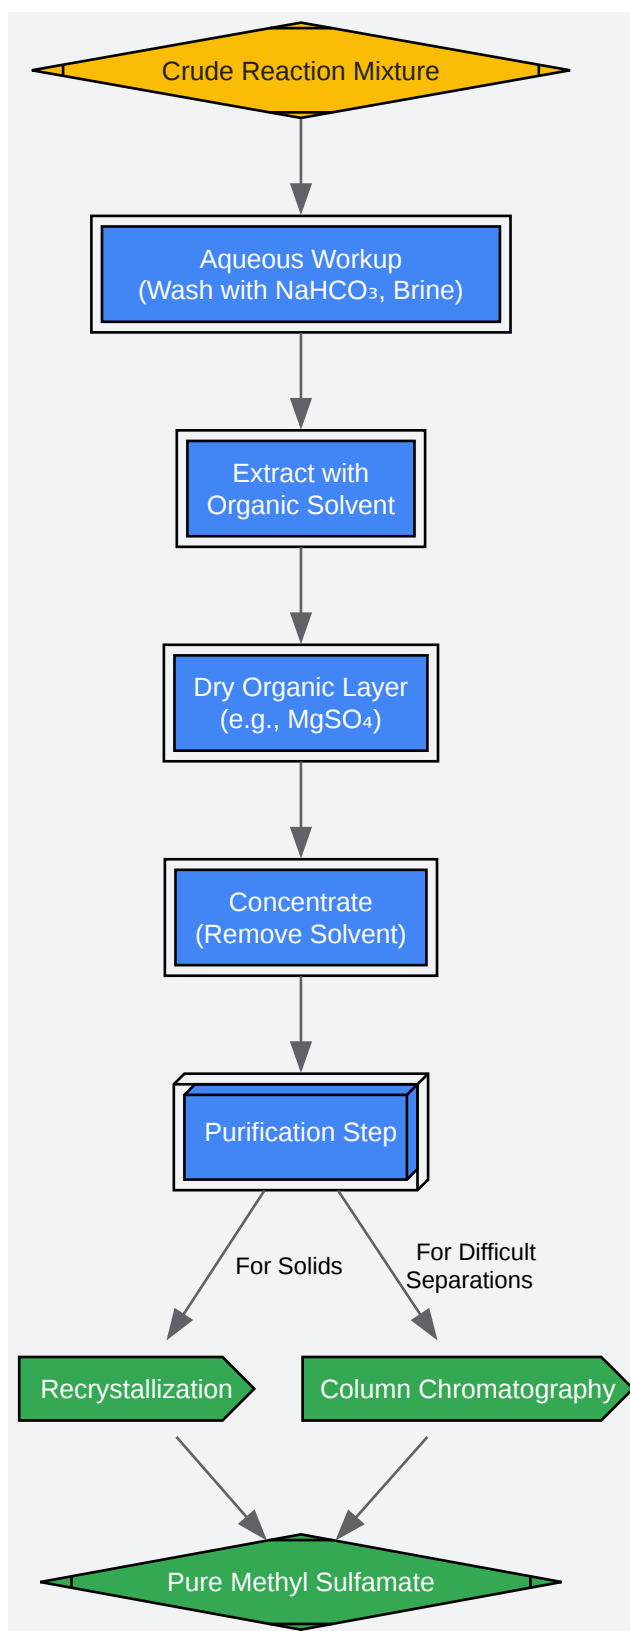 Crude Reaction Mixture
Aqueous Workup
(Wash with NaHCO₃, Brine)
Extract with
Organic Solvent
Dry Organic Layer
(e.g., MgSO₄)
Concentrate
(Remove Solvent)
Purification Step
For Solids
For Difficult
Separations
Recrystallization
Column Chromatography
Pure Methyl Sulfamate